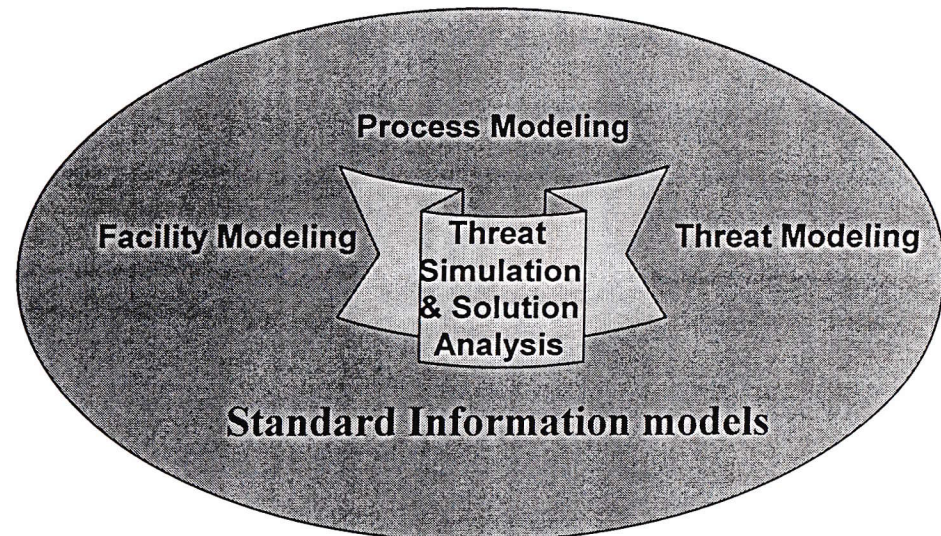 Process Modeling
Facility Modeling
Threat
Simulation
& Solution
Analysis
Threat Modeling
Standard Information models